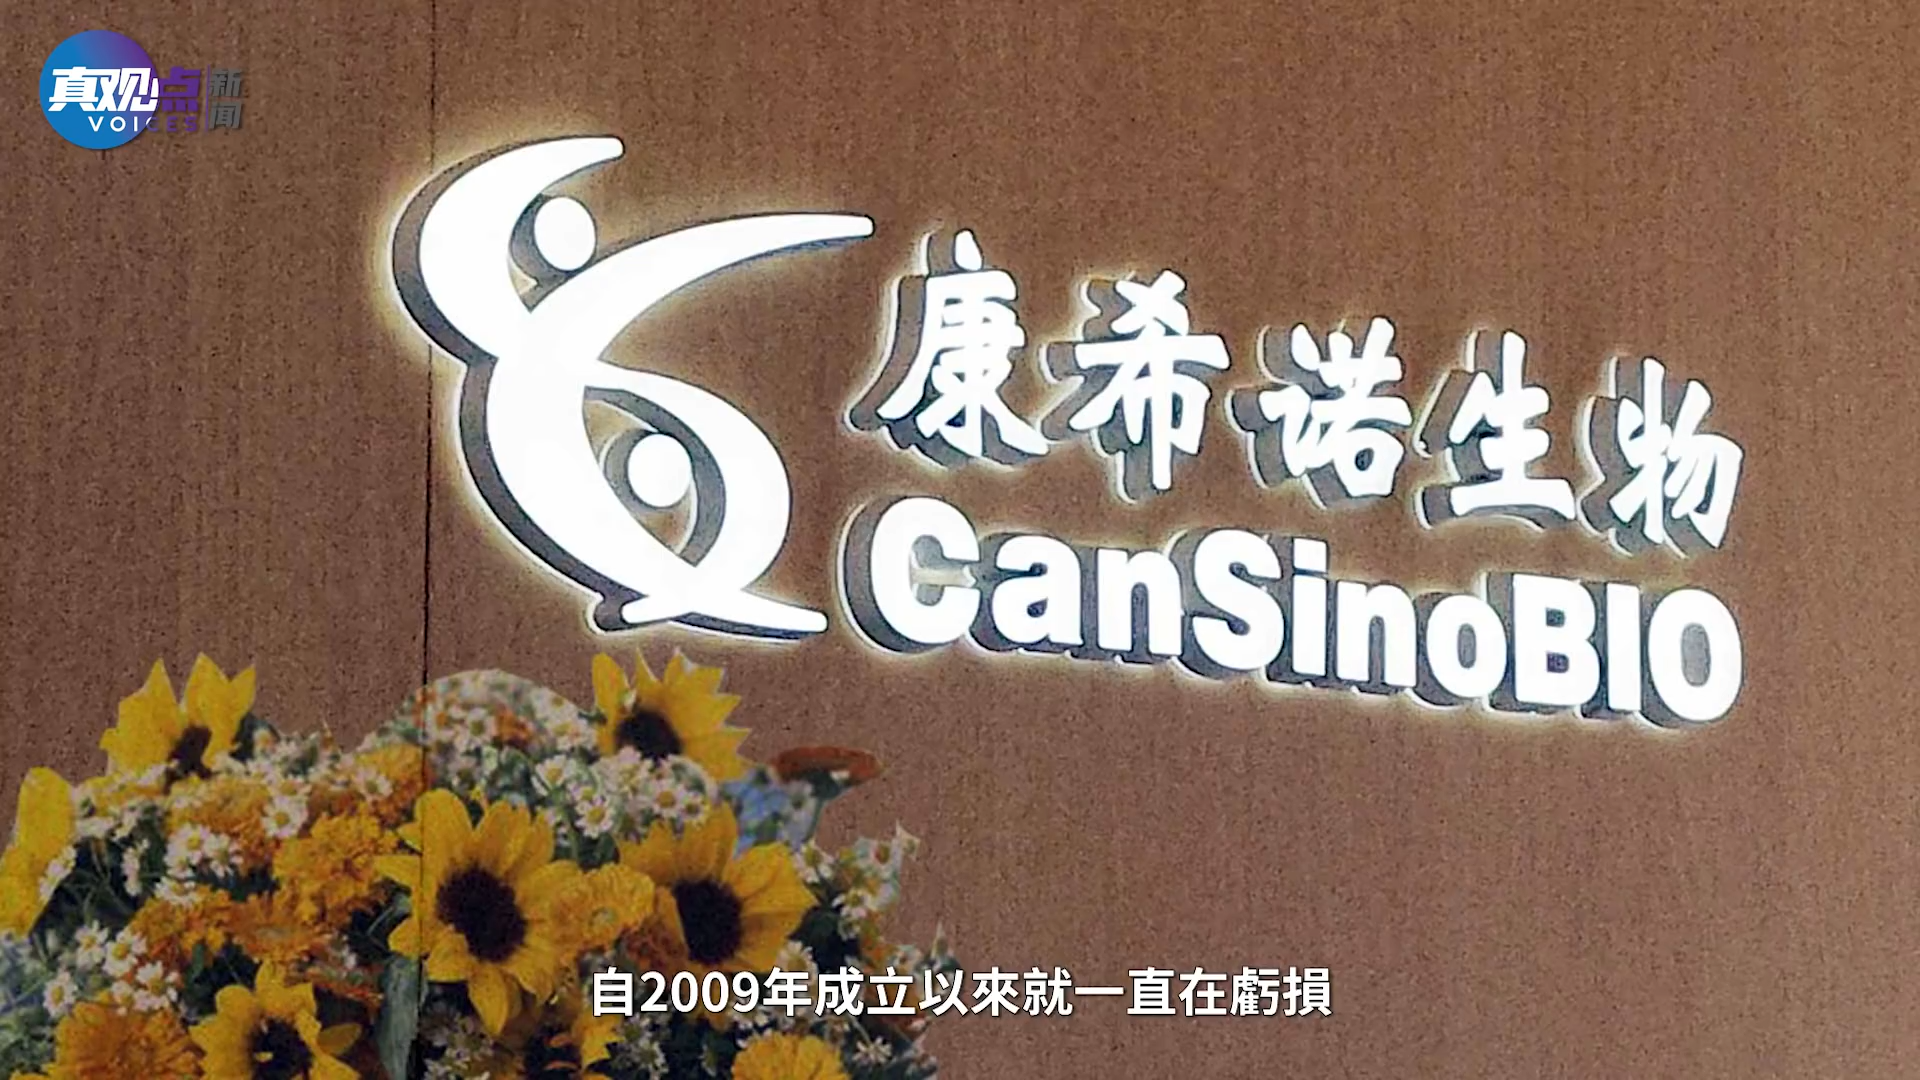 真观点
新闻
VOICES
康希诺生物
CanSinoBIO
自2009年成立以來就一直在虧損